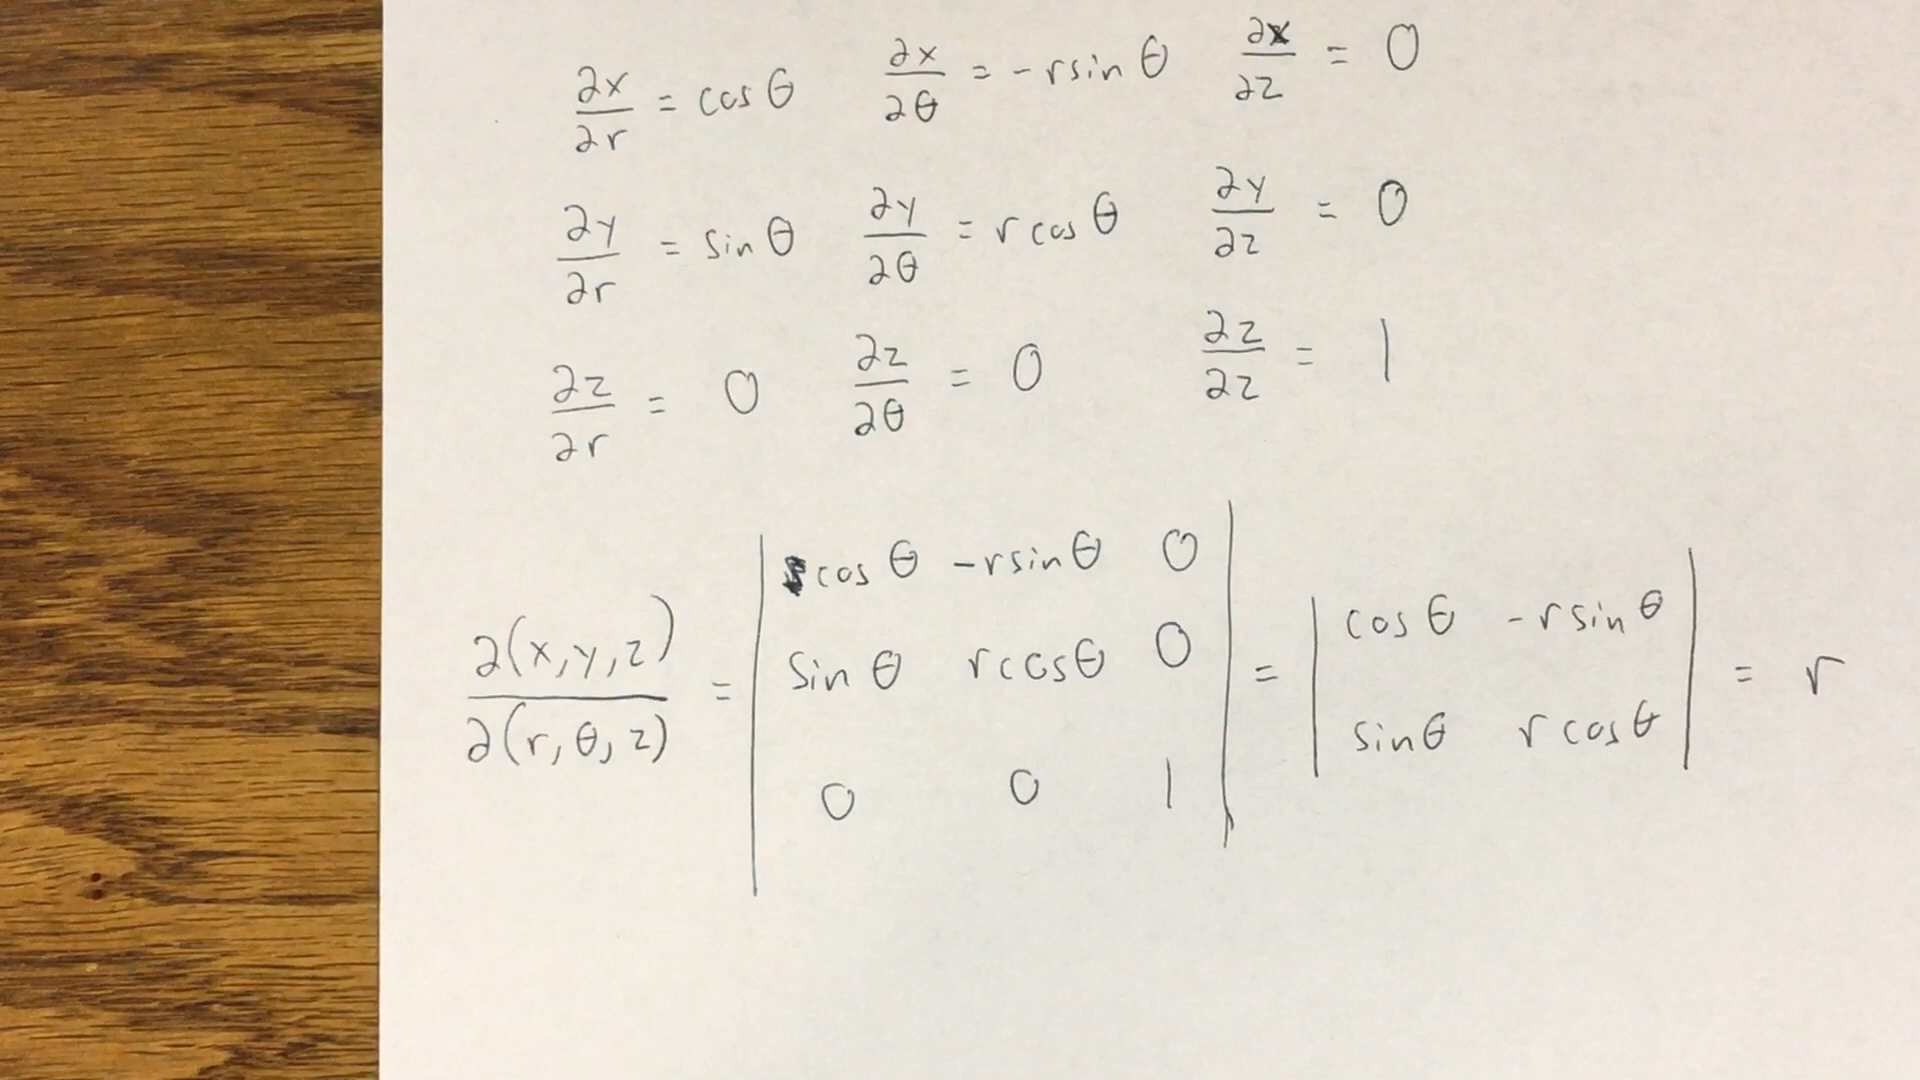 ∂x/∂r = cos θ   ∂x/∂θ = -r sin θ   ∂x/∂z = 0
∂y/∂r = sin θ   ∂y/∂θ = r cos θ   ∂y/∂z = 0
∂z/∂r = 0   ∂z/∂θ = 0   ∂z/∂z = 1
∂(x,y,z)/∂(r,θ,z) = | cos θ  -r sin θ  0 ; sin θ  r cos θ  0 ; 0  0  1 | = | cos θ  -r sin θ ; sin θ  r cos θ | = r